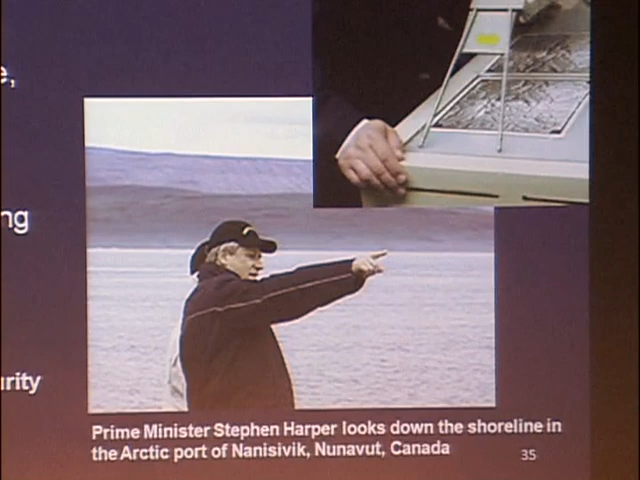 e,
ng
urity
Prime Minister Stephen Harper looks down the shoreline in
the Arctic port of Nanisivik, Nunavut, Canada
35